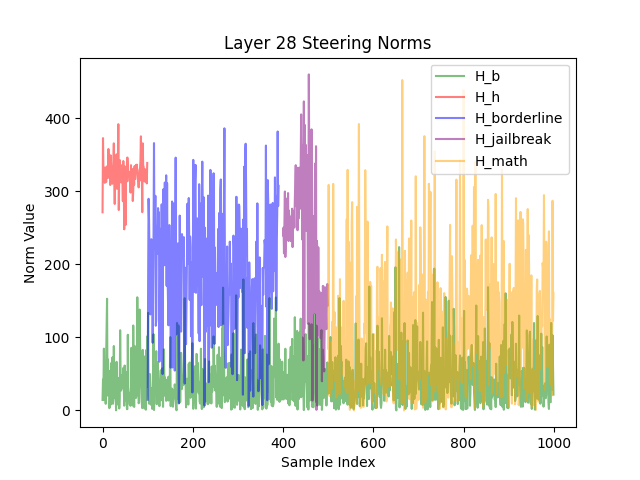 Layer 28 Steering Norms
H_b
H_h
H_borderline
H_jailbreak
H_math
Norm Value
400
300
200
100
0
0 200 400 600 800 1000
Sample Index